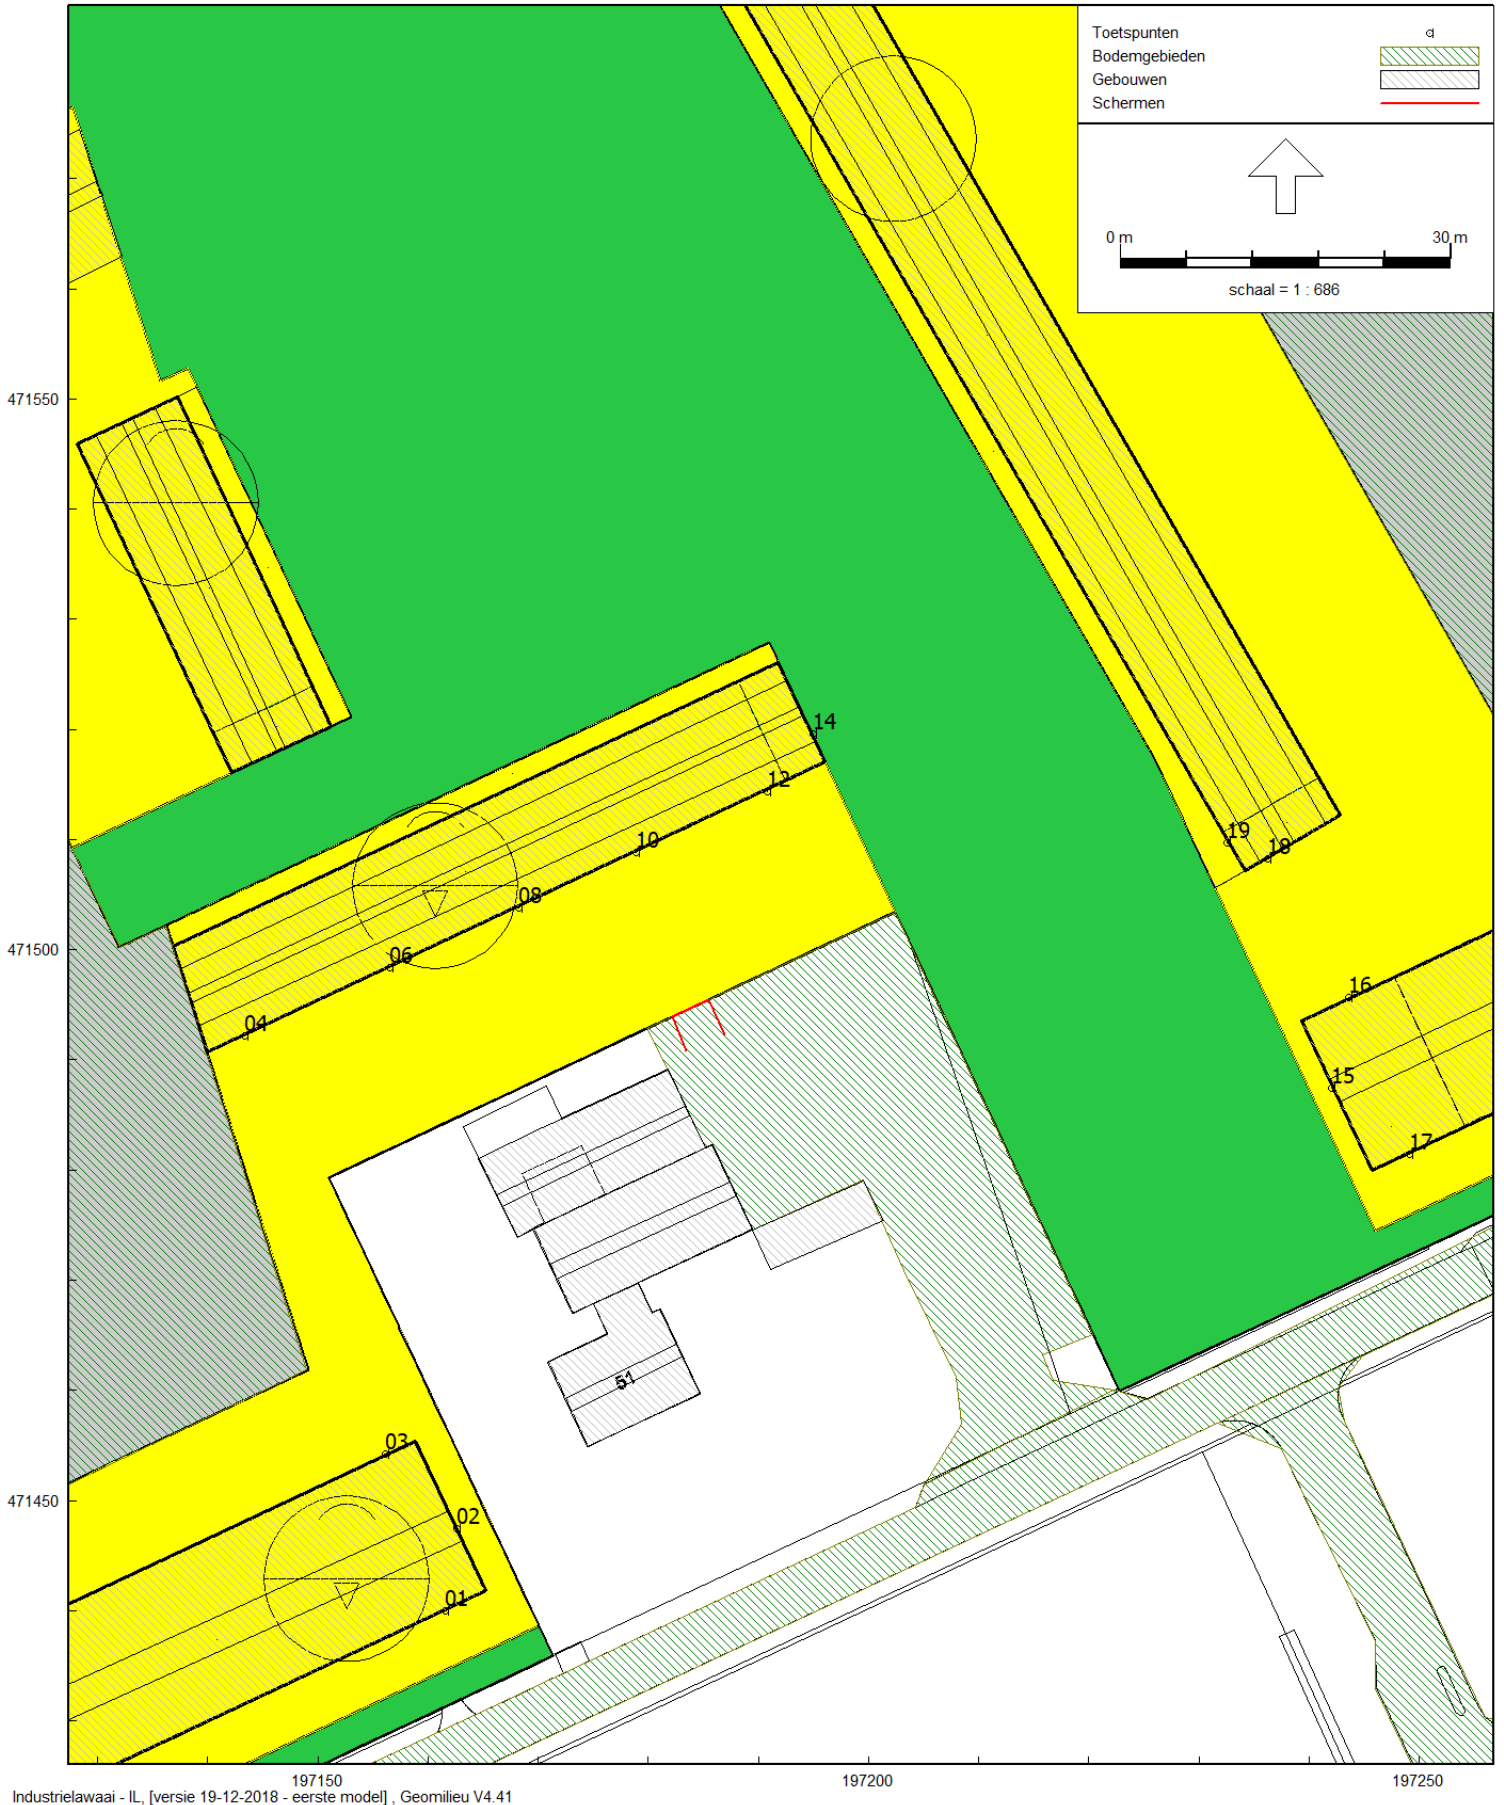 Toetspunten
Bodemgebieden
Gebouwen
Schermen
0 m 30 m
schaal = 1 : 686
471550
14
12
10
19
18
08
471500
06
16
04
15
17
51
03
471450
02
01
197150 197200 197250
Industrielawaai - IL, [versie 19-12-2018 - eerste model] , Geomilieu V4.41